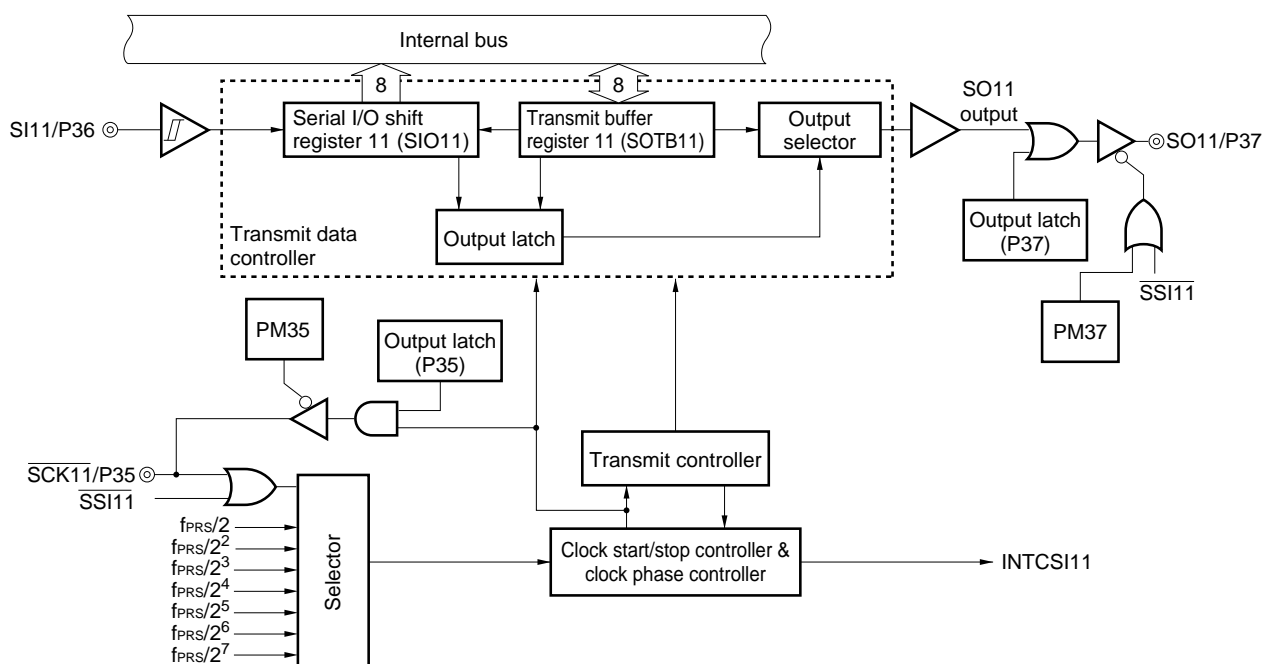 Internal bus
8
8
SI11/P36
Serial I/O shift
register 11 (SIO11)
Transmit buffer
register 11 (SOTB11)
Output
selector
SO11
output
SO11/P37
Output latch
Output latch
(P37)
Transmit data
controller
SSI11
PM37
PM35
Output latch
(P35)
SCK11/P35
SSI11
Transmit controller
fPRS/2
fPRS/2²
fPRS/2³
fPRS/2⁴
fPRS/2⁵
fPRS/2⁶
fPRS/2⁷
Selector
Clock start/stop controller &
clock phase controller
INTCSI11